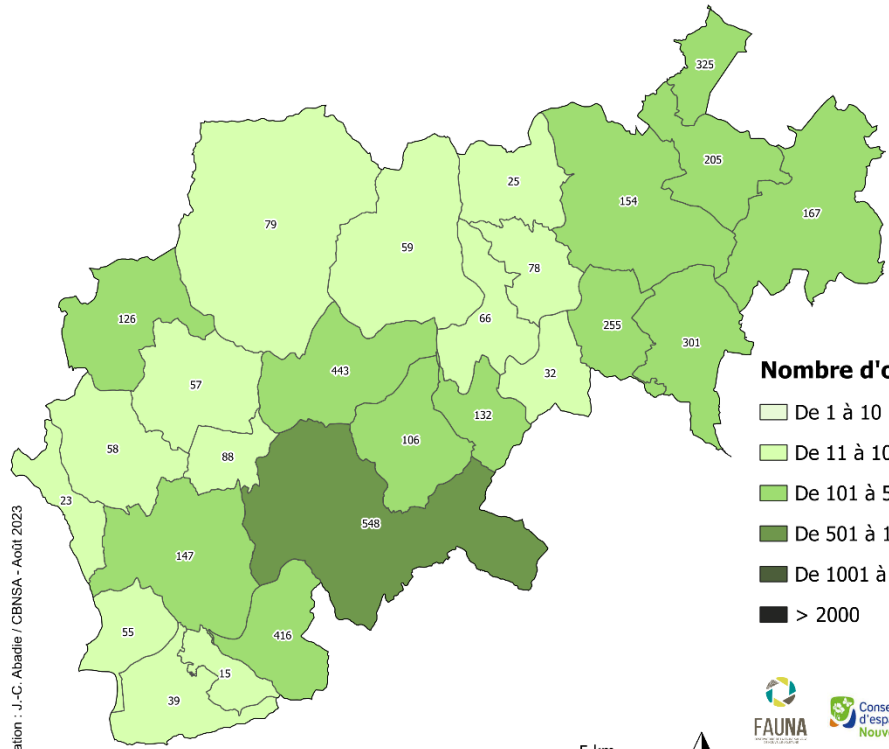 325
205
25
154
167
79
59
78
126
66
255
301
443
57
32
132
106
58
88
23
548
147
55
416
15
39
Nombre d'o
De 1 à 10
De 11 à 10
De 101 à 5
De 501 à 1
De 1001 à
> 2000
ation : J.-C. Abadie / CBNSA - Août 2023
5 km
FAUNA
Conse
d'esp
Nouv